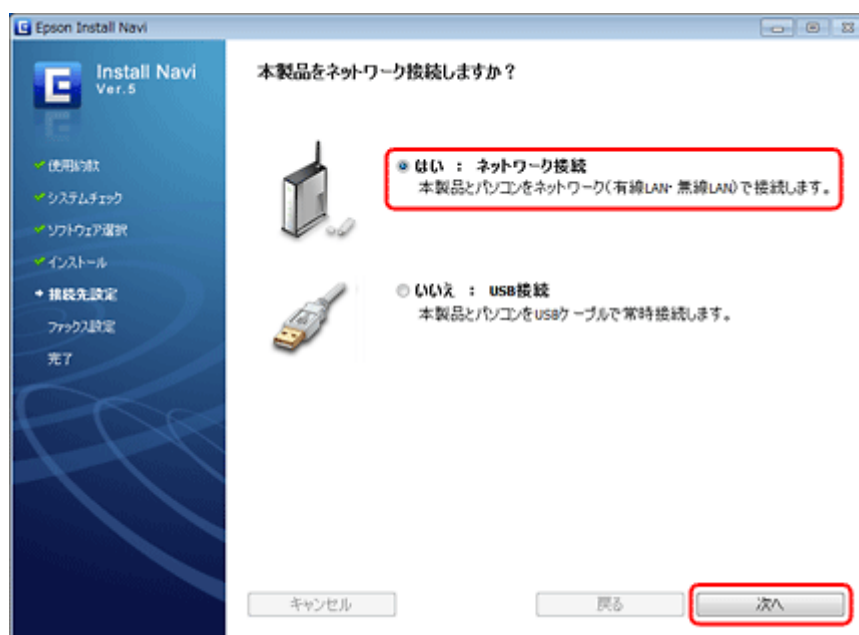 Epson Install Navi
Install Navi
Ver.5
本製品をネットワーク接続しますか？
使用約款
システムチェック
ソフトウェア選択
インストール
接続先設定
ファックス設定
完了
はい ： ネットワーク接続
本製品とパソコンをネットワーク(有線LAN・無線LAN)で接続します。
いいえ ： USB接続
本製品とパソコンをUSBケーブルで常時接続します。
キャンセル
戻る
次へ